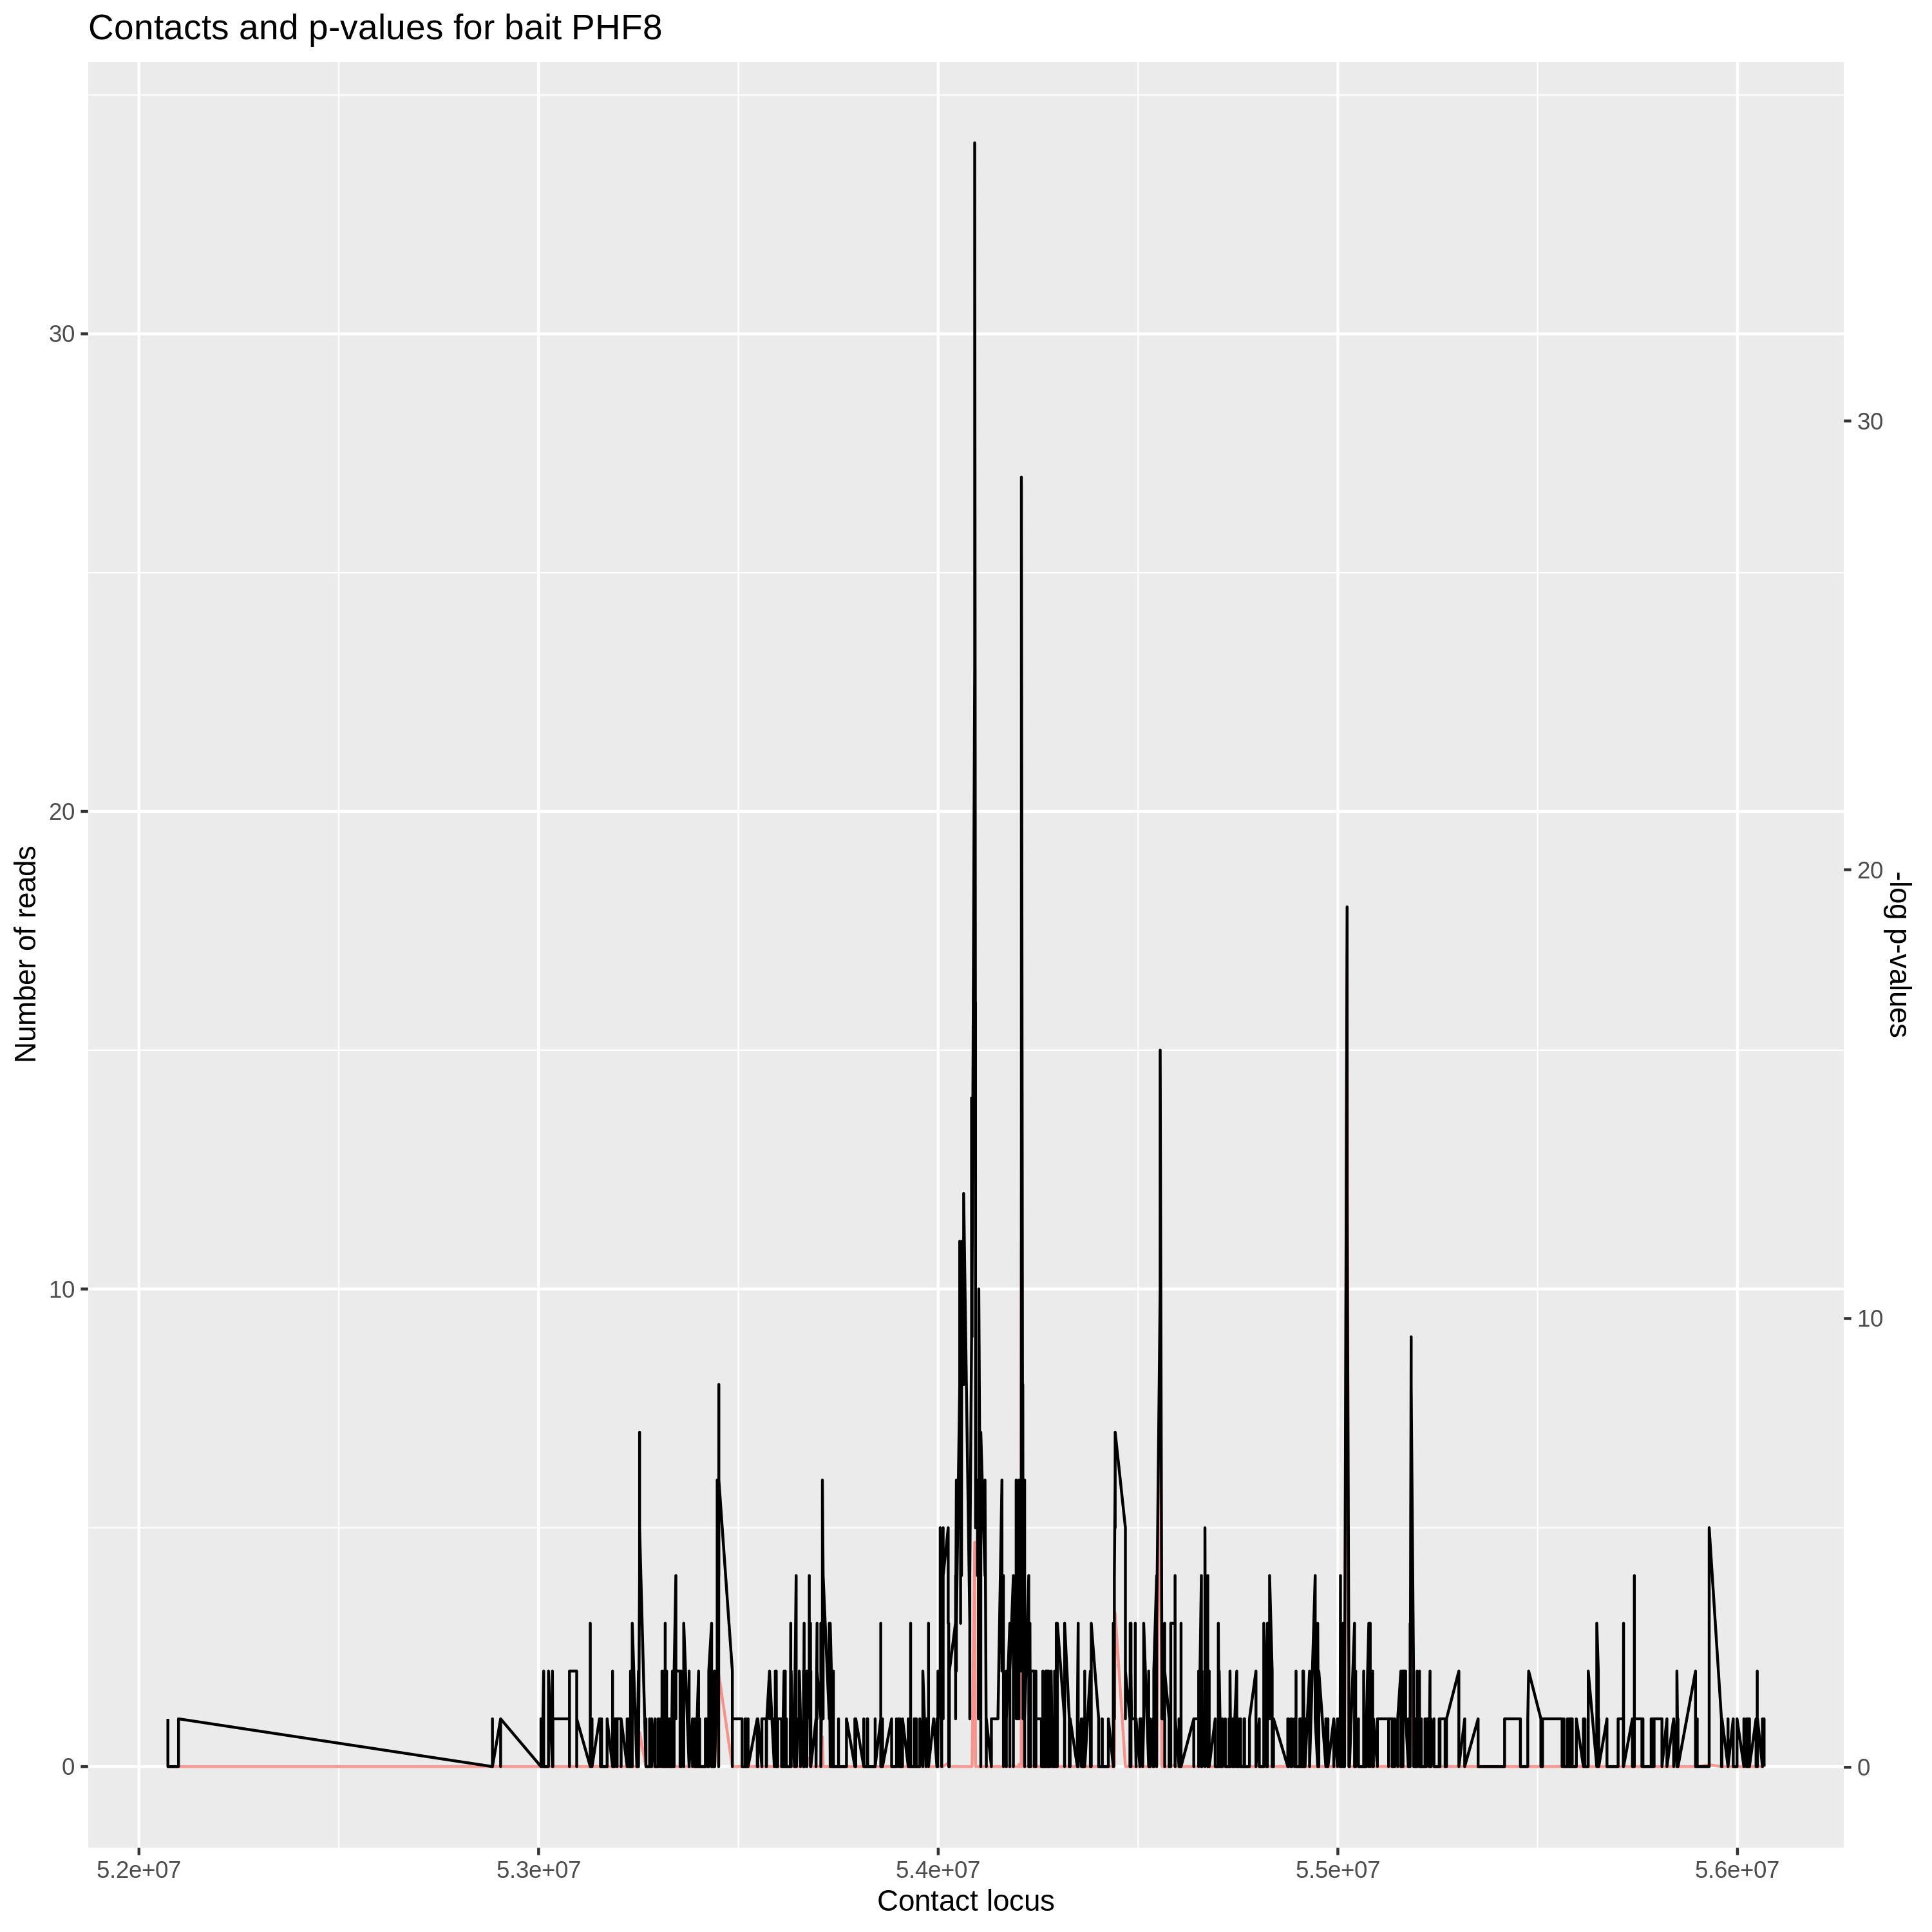 Contacts and p-values for bait PHF8
30
20
10
0
Number of reads
30
20
10
0
-log p-values
5.2e+07 5.3e+07 5.4e+07 5.5e+07 5.6e+07
Contact locus